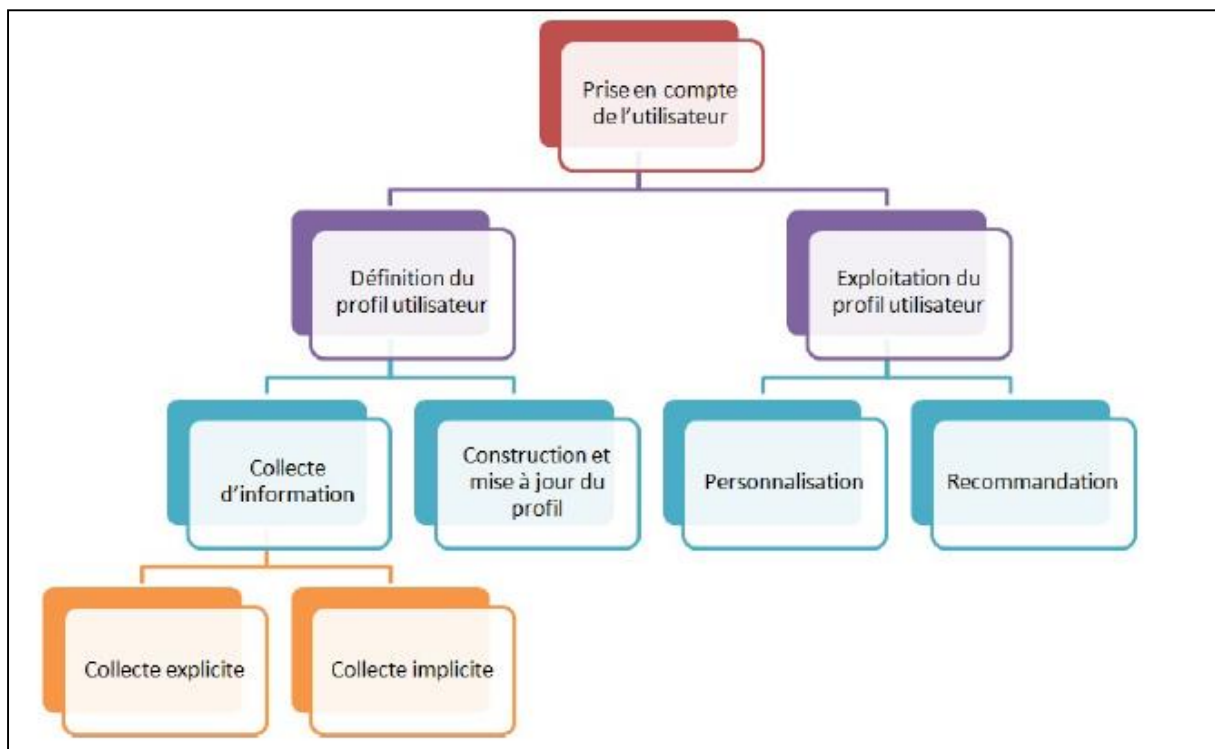 Prise en compte
de l'utilisateur
Définition du
profil utilisateur
Exploitation du
profil utilisateur
Collecte
d'information
Construction et
mise à jour du
profil
Personnalisation
Recommandation
Collecte explicite
Collecte implicite